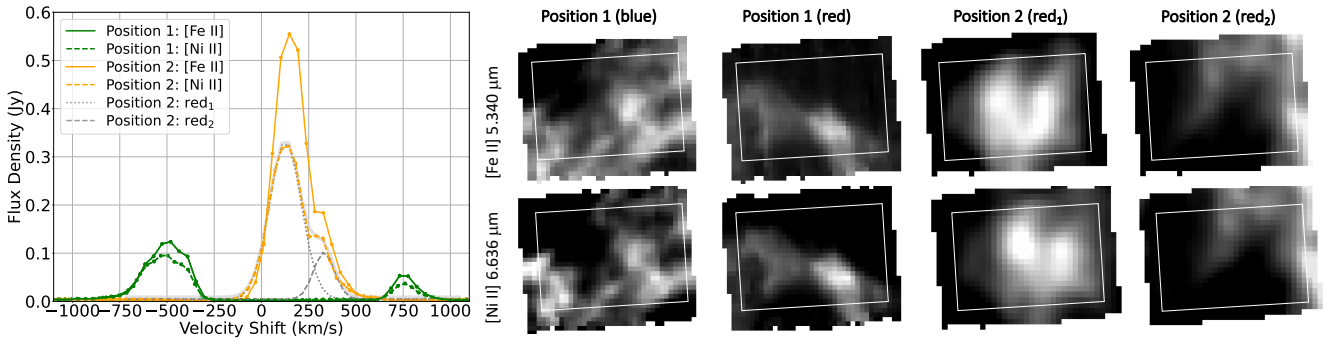 Flux Density (Jy)
0.6
0.5
0.4
0.3
0.2
0.1
0.0
Position 1: [Fe II]
Position 1: [Ni II]
Position 2: [Fe II]
Position 2: [Ni II]
Position 2: red₁
Position 2: red₂
−1000 −750 −500 −250 0 250 500 750 1000
Velocity Shift (km/s)
Position 1 (blue) Position 1 (red) Position 2 (red₁) Position 2 (red₂)
[Fe II] 5.340 μm
[Ni II] 6.636 μm